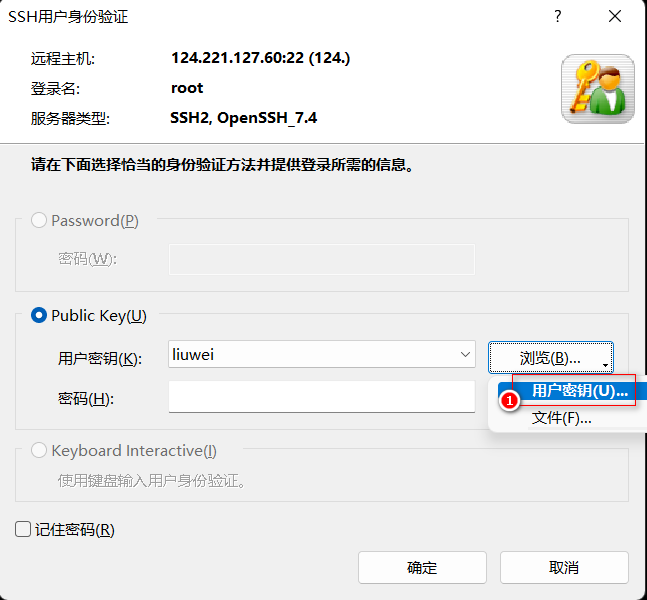 SSH用户身份验证
?
远程主机: 124.221.127.60:22 (124.)
登录名: root
服务器类型: SSH2, OpenSSH_7.4
请在下面选择恰当的身份验证方法并提供登录所需的信息。
Password(P)
密码(W):
Public Key(U)
用户密钥(K): liuwei 浏览(B)...
用户密钥(U)...
密码(H):
1
文件(F)...
Keyboard Interactive(I)
使用键盘输入用户身份验证。
记住密码(R)
确定 取消